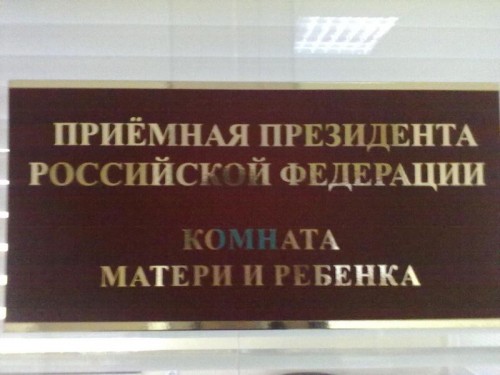 ПРИЁМНАЯ ПРЕЗИДЕНТА
РОССИЙСКОЙ ФЕДЕРАЦИИ
КОМНАТА
МАТЕРИ И РЕБЕНКА